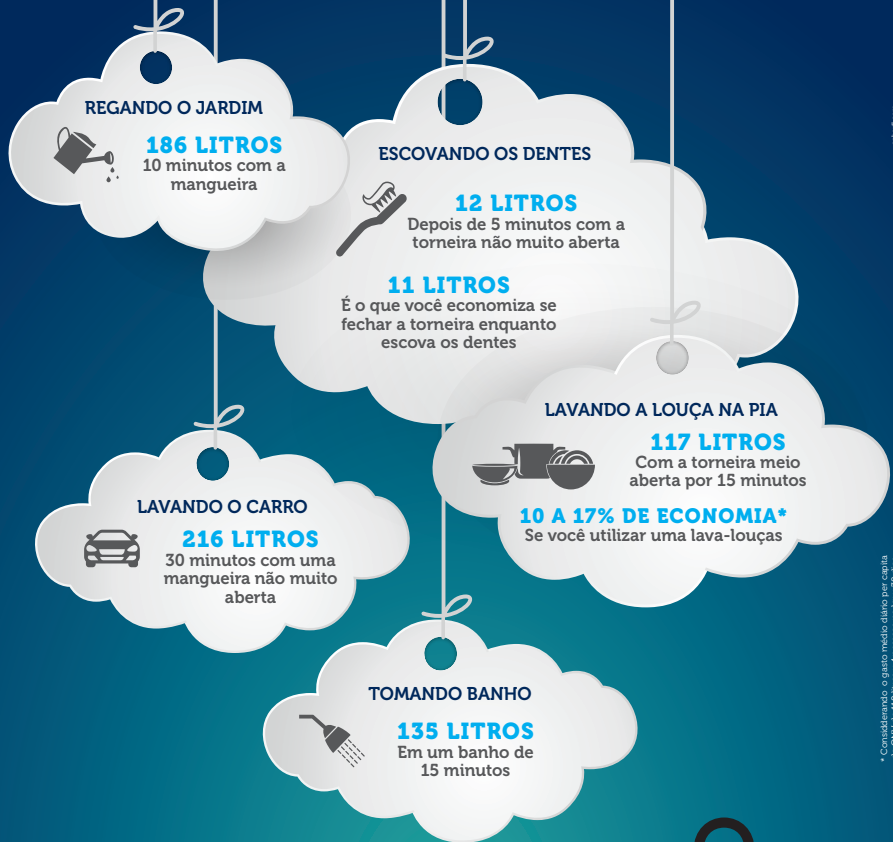 REGANDO O JARDIM
186 LITROS
10 minutos com a
mangueira
ESCOVANDO OS DENTES
12 LITROS
Depois de 5 minutos com a
torneira não muito aberta
11 LITROS
É o que você economiza se
fechar a torneira enquanto
escova os dentes
LAVANDO A LOUÇA NA PIA
117 LITROS
Com a torneira meio
aberta por 15 minutos
10 A 17% DE ECONOMIA*
Se você utilizar uma lava-louças
LAVANDO O CARRO
216 LITROS
30 minutos com uma
mangueira não muito
aberta
TOMANDO BANHO
135 LITROS
Em um banho de
15 minutos
* Considderando o gasto médio diário per capita